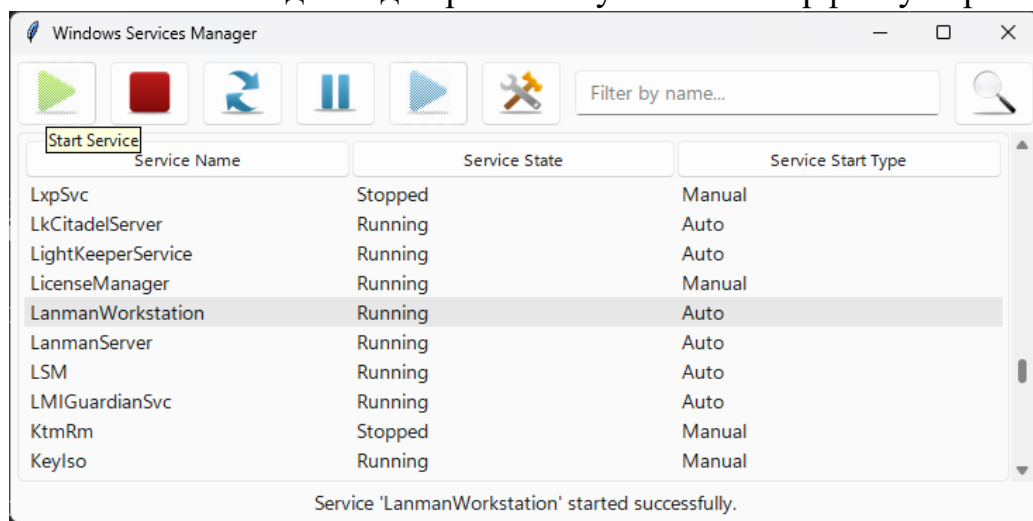 Windows Services Manager
Filter by name...
Start Service
Service Name Service State Service Start Type
LxpSvc Stopped Manual
LkCitadelServer Running Auto
LightKeeperService Running Auto
LicenseManager Running Manual
LanmanWorkstation Running Auto
LanmanServer Running Auto
LSM Running Auto
LMIGuardianSvc Running Auto
KtmRm Stopped Manual
KeyIso Running Manual
Service 'LanmanWorkstation' started successfully.